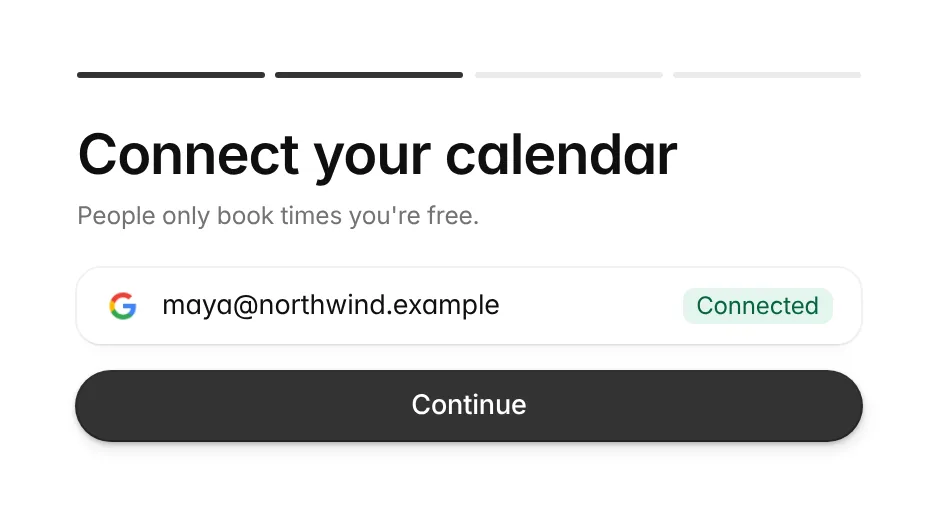 Connect your calendar
People only book times you're free.
maya@northwind.example Connected
Continue